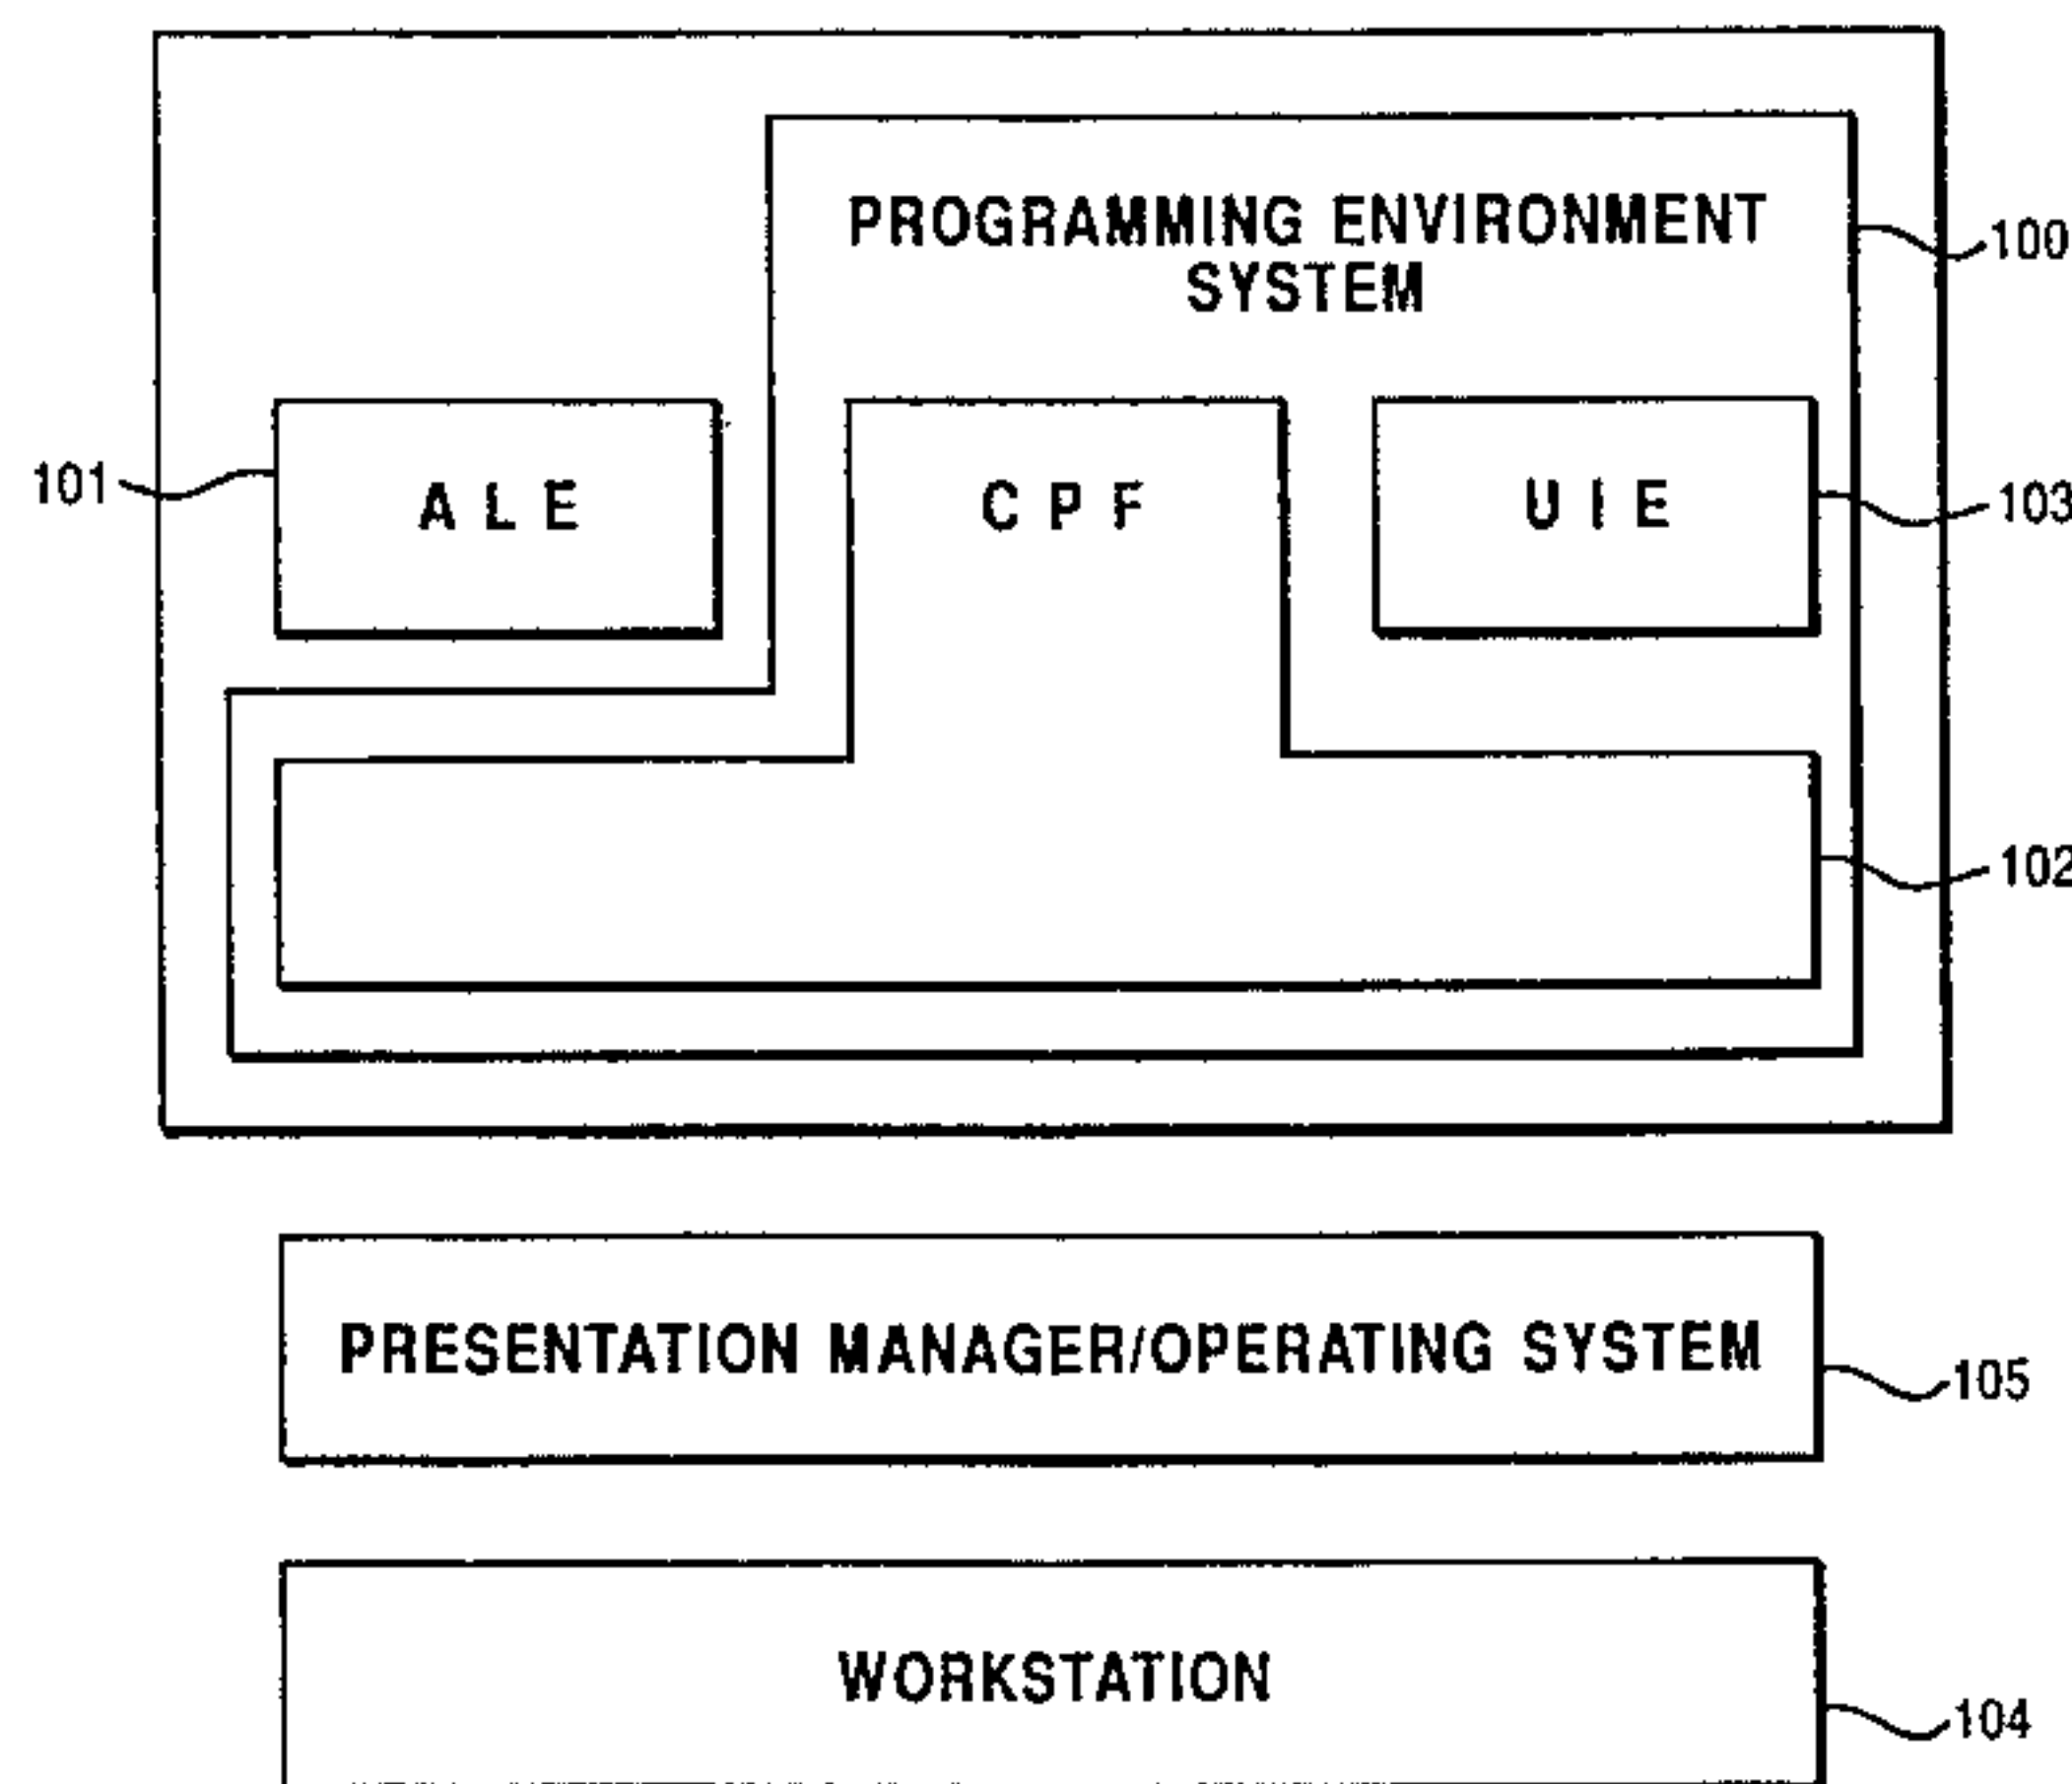 PROGRAMMING ENVIRONMENT
SYSTEM
100
101
A L E
C P F
U I E
103
102
PRESENTATION MANAGER/OPERATING SYSTEM
105
WORKSTATION
104